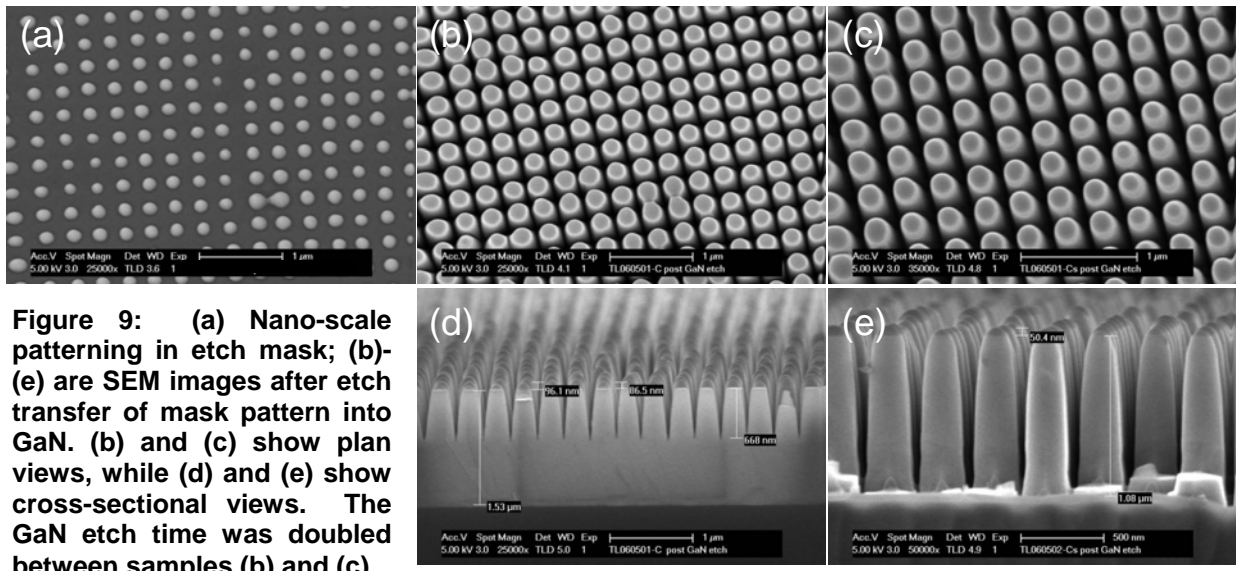 (a)
Acc.V Spot Magn Det WD Exp 1 µm
5.00 kV 3.0 25000x TLD 3.6 1
(b)
Acc.V Spot Magn Det WD Exp 1 µm
5.00 kV 3.0 25000x TLD 4.1 1 TL060501-C post GaN etch
(c)
Acc.V Spot Magn Det WD Exp 1 µm
5.00 kV 3.0 35000x TLD 4.8 1 TL060501-Cs post GaN etch
Figure 9: (a) Nano-scale
patterning in etch mask; (b)-
(e) are SEM images after etch
transfer of mask pattern into
GaN. (b) and (c) show plan
views, while (d) and (e) show
cross-sectional views. The
GaN etch time was doubled
between samples (b) and (c).
(d)
96.1 nm
86.5 nm
668 nm
1.53 µm
Acc.V Spot Magn Det WD Exp 1 µm
5.00 kV 3.0 25000x TLD 5.0 1 TL060501-C post GaN etch
(e)
50.4 nm
1.08 µm
Acc.V Spot Magn Det WD Exp 500 nm
5.00 kV 3.0 50000x TLD 4.9 1 TL060502-Cs post GaN etch